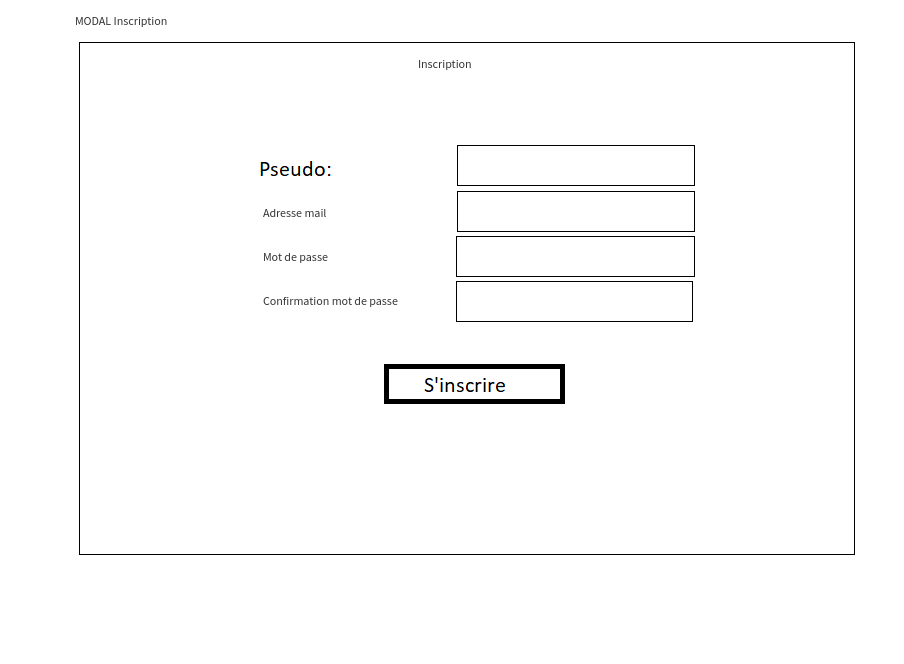 MODAL Inscription
Inscription
Pseudo:
Adresse mail
Mot de passe
Confirmation mot de passe
S'inscrire